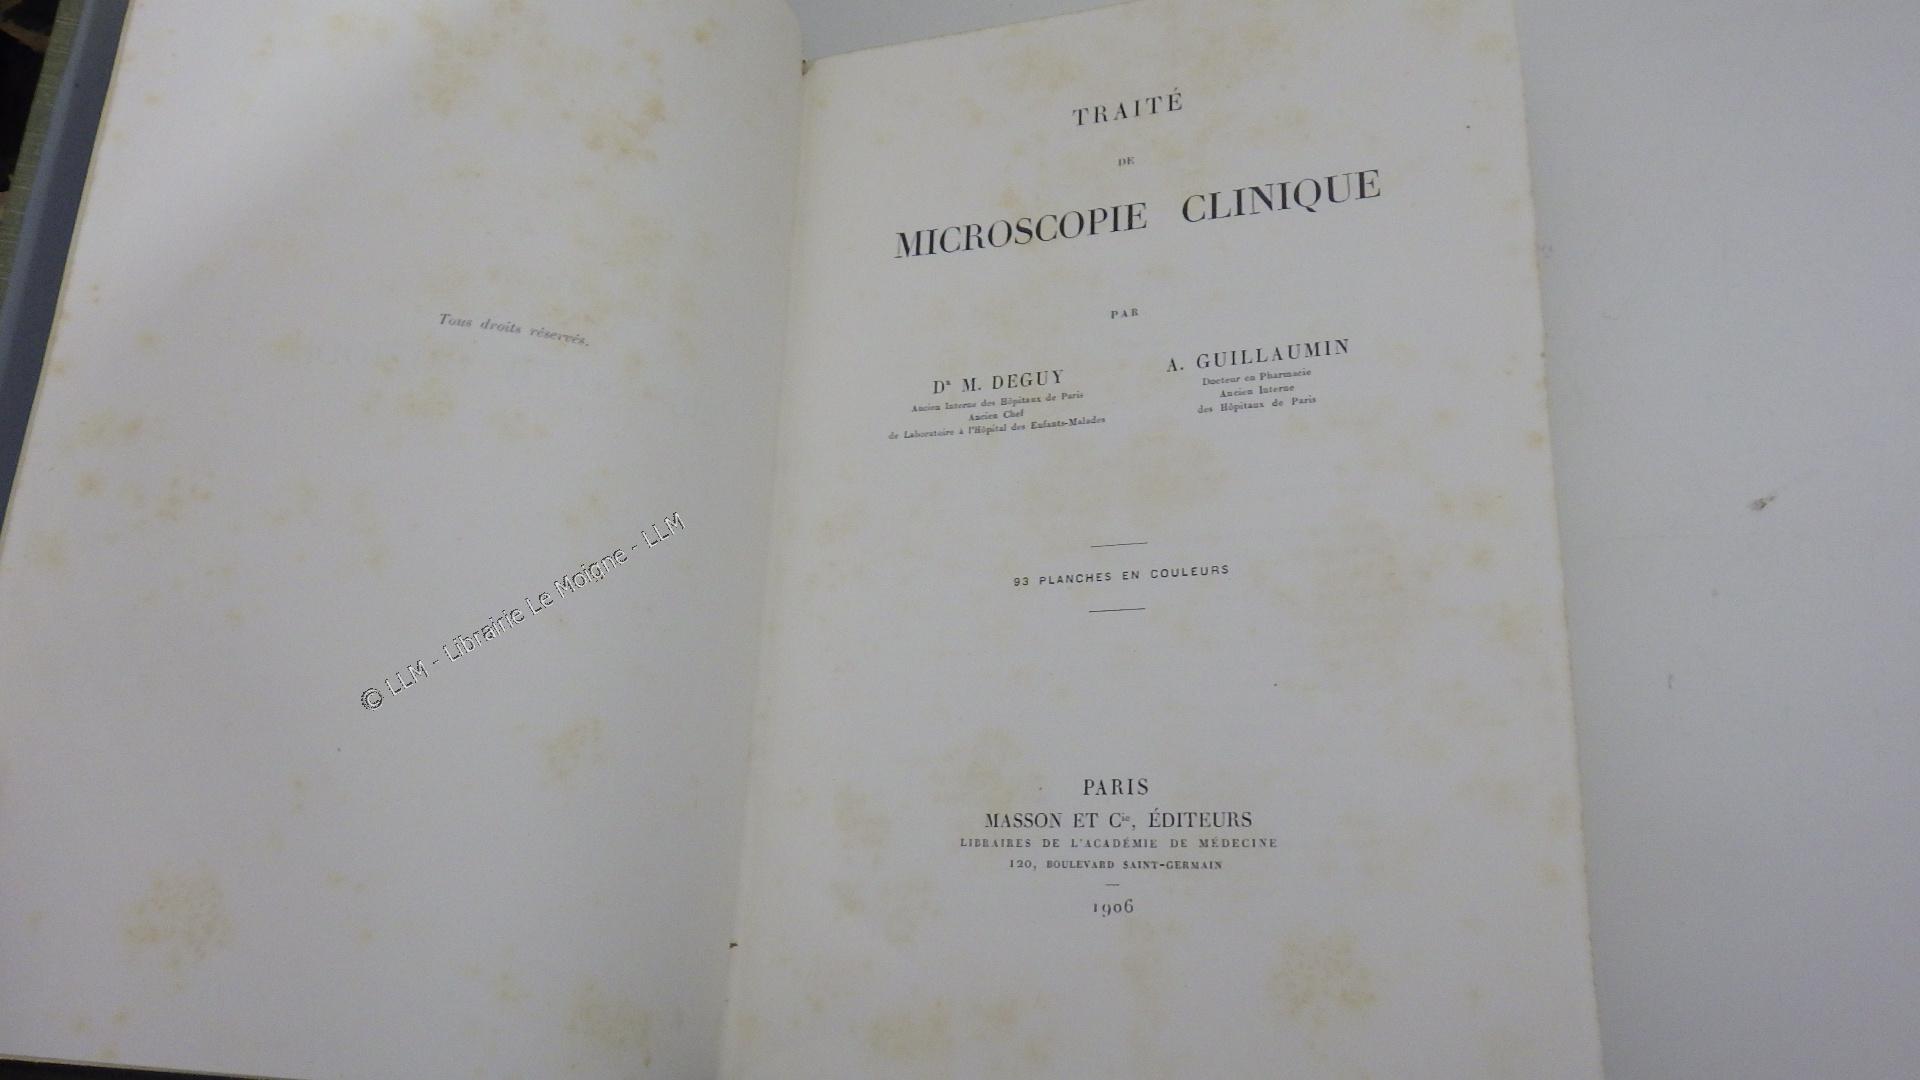 Tous droits réservés.
© LLM - Librairie Le Moigne - LLM
TRAITÉ
DE
MICROSCOPIE CLINIQUE
PAR
Dr M. DEGUY
Ancien Interne des Hôpitaux de Paris
Ancien Chef
de Laboratoire à l'Hôpital des Enfants-Malades
A. GUILLAUMIN
Docteur en Pharmacie
Ancien Interne
des Hôpitaux de Paris
93 PLANCHES EN COULEURS
PARIS
MASSON ET Cie, ÉDITEURS
LIBRAIRES DE L'ACADÉMIE DE MÉDECINE
120, BOULEVARD SAINT-GERMAIN
1906